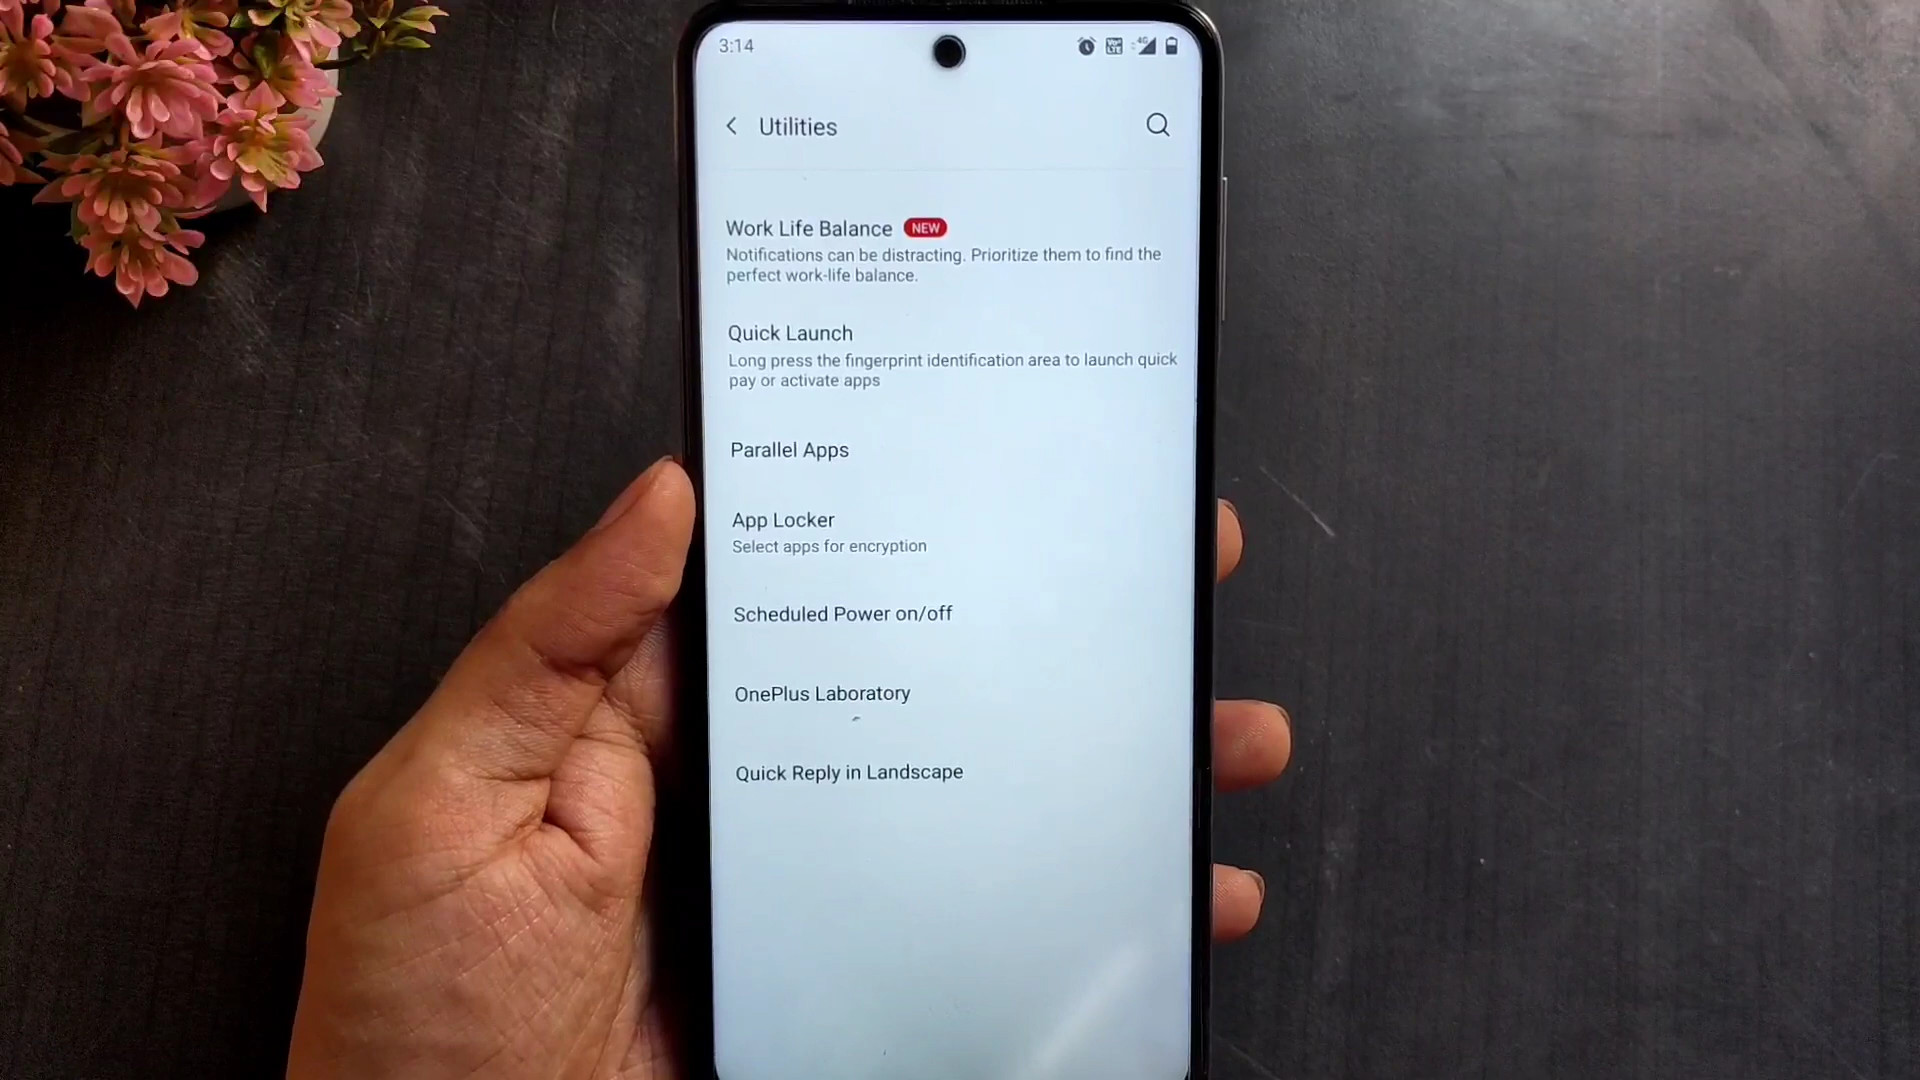 3:14
4G
Utilities
Work Life Balance NEW
Notifications can be distracting. Prioritize them to find the
perfect work-life balance.
Quick Launch
Long press the fingerprint identification area to launch quick
pay or activate apps
Parallel Apps
App Locker
Select apps for encryption
Scheduled Power on/off
OnePlus Laboratory
Quick Reply in Landscape